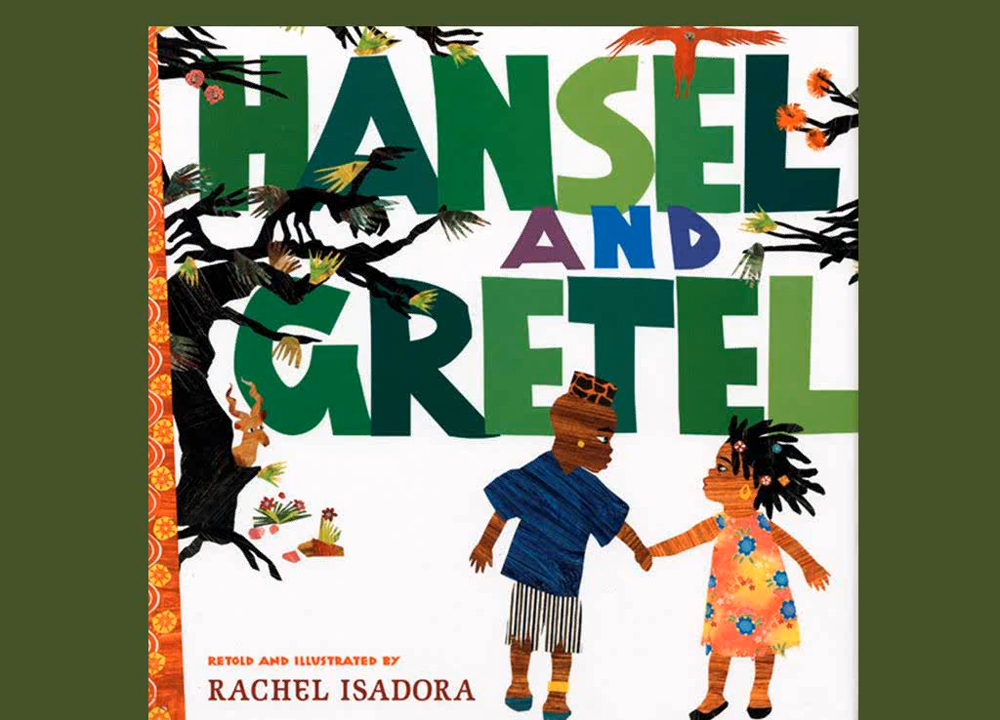 HANSEL
AND
GRETEL
RETOLD AND ILLUSTRATED BY
RACHEL ISADORA